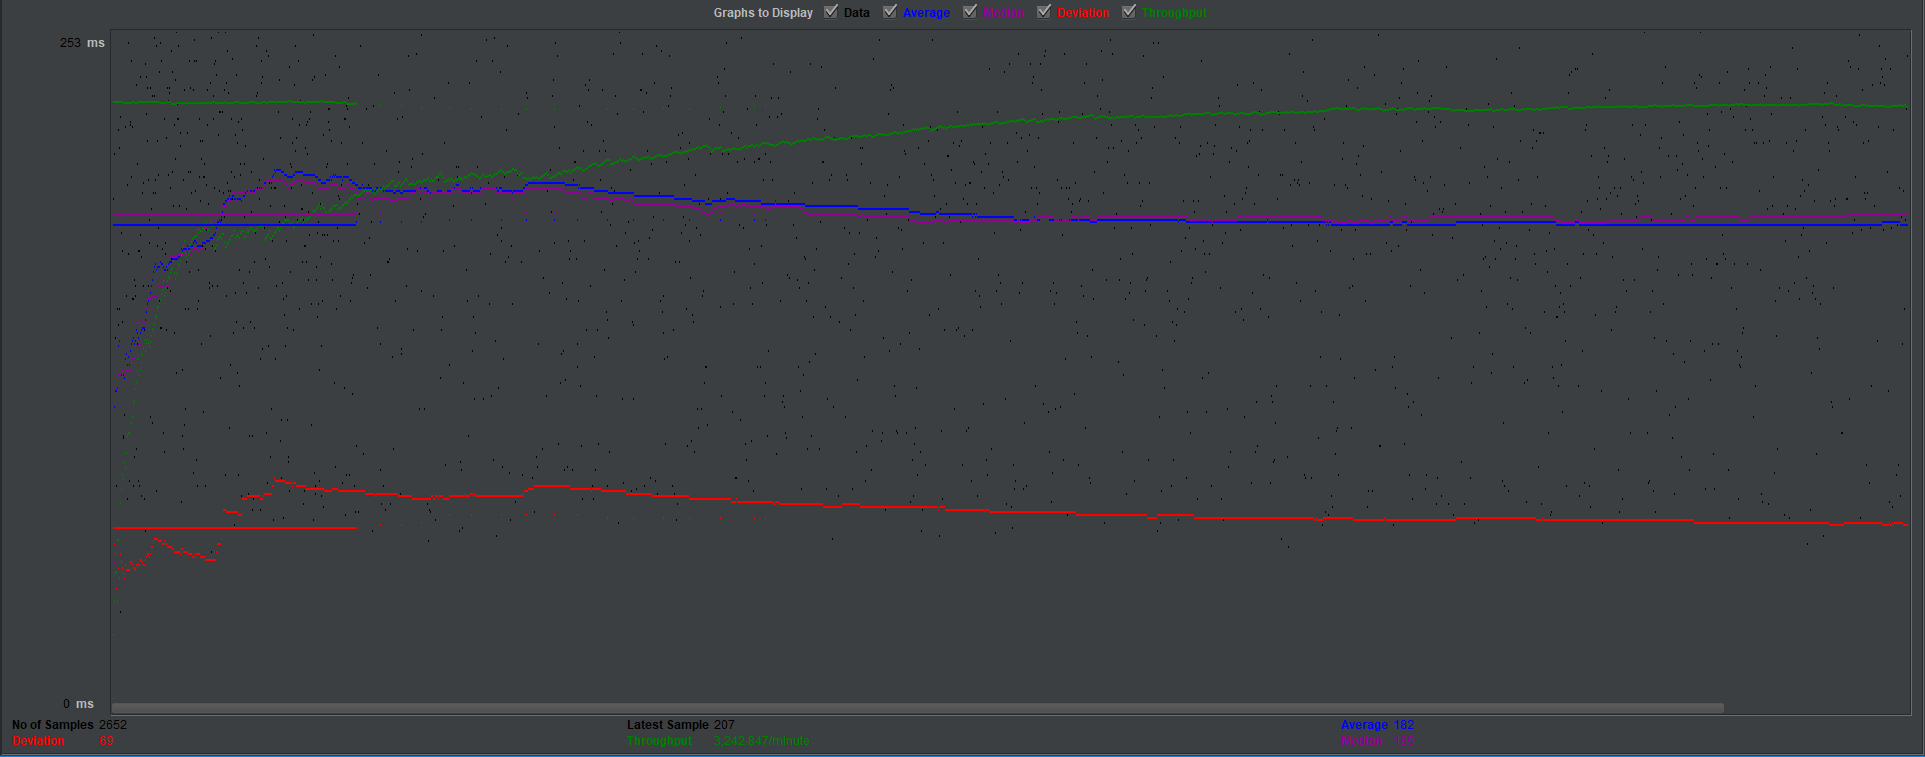 Graphs to Display Data Average Median Deviation Throughput
253 ms
0 ms
No of Samples 2652 Latest Sample 207 Average 182
Deviation 69 Throughput 3,242.847/minute Median 185